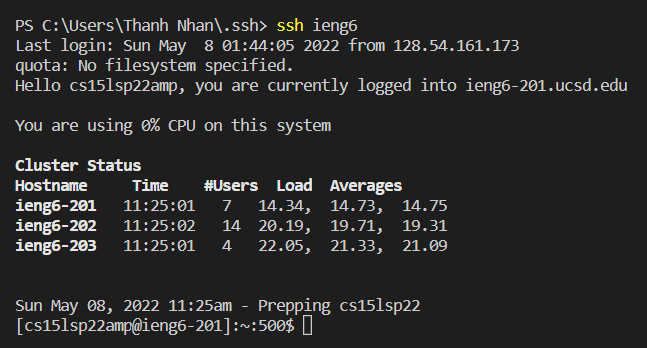 PS C:\Users\Thanh Nhan\.ssh> ssh ieng6
Last login: Sun May  8 01:44:05 2022 from 128.54.161.173
quota: No filesystem specified.
Hello cs15lsp22amp, you are currently logged into ieng6-201.ucsd.edu
You are using 0% CPU on this system
Cluster Status
Hostname     Time    #Users  Load  Averages
ieng6-201   11:25:01   7   14.34,  14.73,  14.75
ieng6-202   11:25:02   14  20.19,  19.71,  19.31
ieng6-203   11:25:01   4   22.05,  21.33,  21.09
Sun May 08, 2022 11:25am - Prepping cs15lsp22
[cs15lsp22amp@ieng6-201]:~:500$